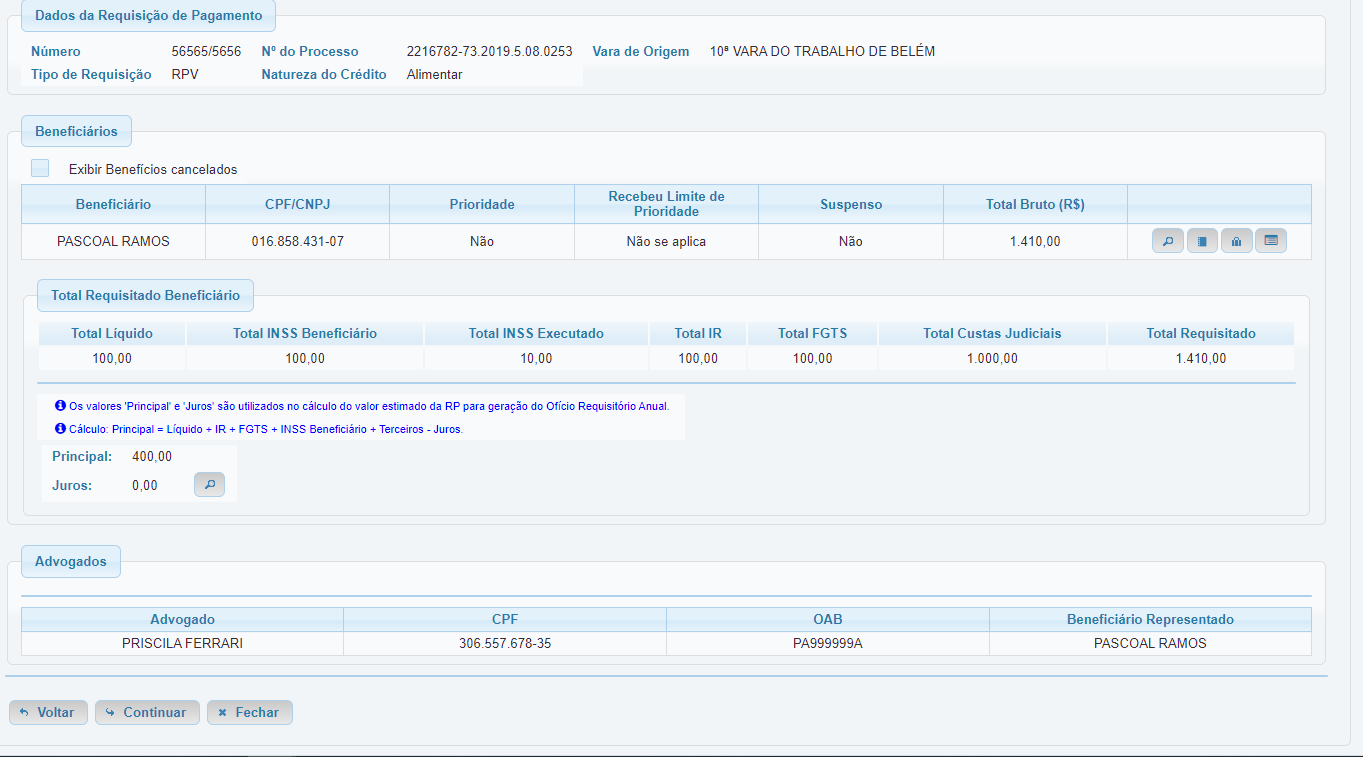 Dados da Requisição de Pagamento
Número 56565/5656 Nº do Processo 2216782-73.2019.5.08.0253 Vara de Origem 10ª VARA DO TRABALHO DE BELÉM
Tipo de Requisição RPV Natureza do Crédito Alimentar
Beneficiários
Exibir Benefícios cancelados
Beneficiário CPF/CNPJ Prioridade Recebeu Limite de Prioridade Suspenso Total Bruto (R$)
PASCOAL RAMOS 016.858.431-07 Não Não se aplica Não 1.410,00
Total Requisitado Beneficiário
Total Líquido Total INSS Beneficiário Total INSS Executado Total IR Total FGTS Total Custas Judiciais Total Requisitado
100,00 100,00 10,00 100,00 100,00 1.000,00 1.410,00
Os valores 'Principal' e 'Juros' são utilizados no cálculo do valor estimado da RP para geração do Ofício Requisitório Anual.
Cálculo: Principal = Líquido + IR + FGTS + INSS Beneficiário + Terceiros - Juros.
Principal: 400,00
Juros: 0,00
Advogados
Advogado CPF OAB Beneficiário Representado
PRISCILA FERRARI 306.557.678-35 PA999999A PASCOAL RAMOS
Voltar Continuar Fechar